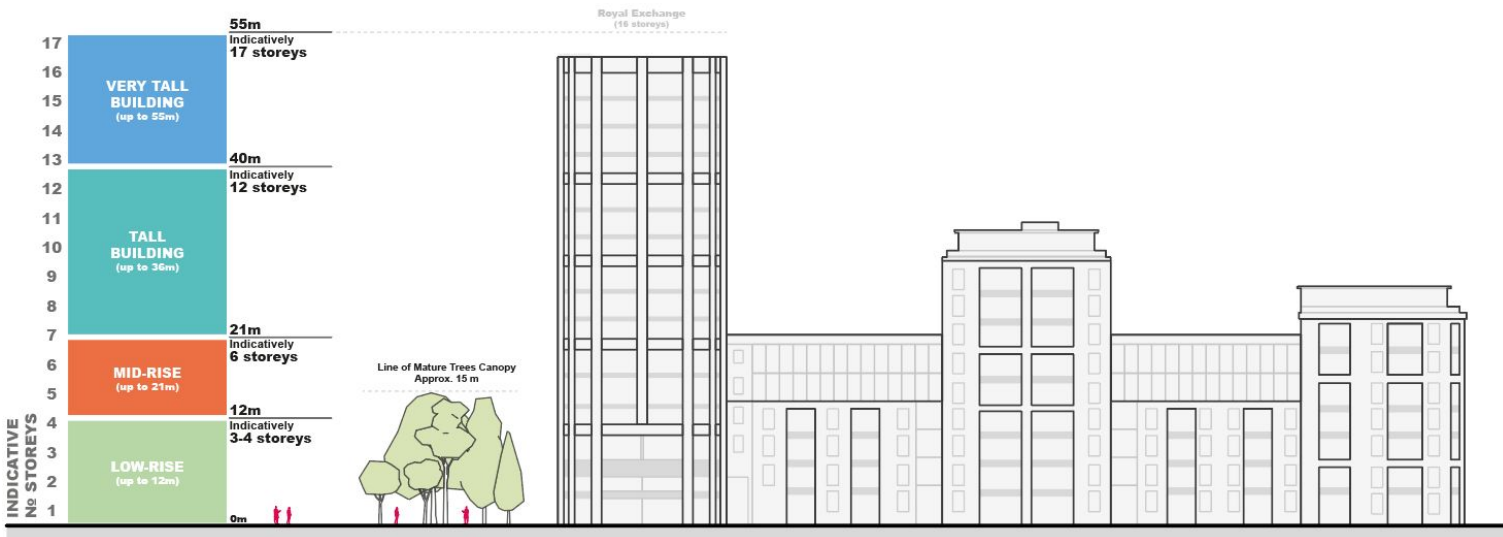 Royal Exchange
(16 storeys)
55m
Indicatively
17 storeys
17
16
15
14
13
VERY TALL
BUILDING
(up to 55m)
40m
Indicatively
12 storeys
12
11
10
9
8
TALL
BUILDING
(up to 36m)
21m
Indicatively
6 storeys
7
6
5
MID-RISE
(up to 21m)
Line of Mature Trees Canopy
Approx. 15 m
12m
Indicatively
3-4 storeys
4
3
2
1
LOW-RISE
(up to 12m)
0m
INDICATIVE
Nº STOREYS